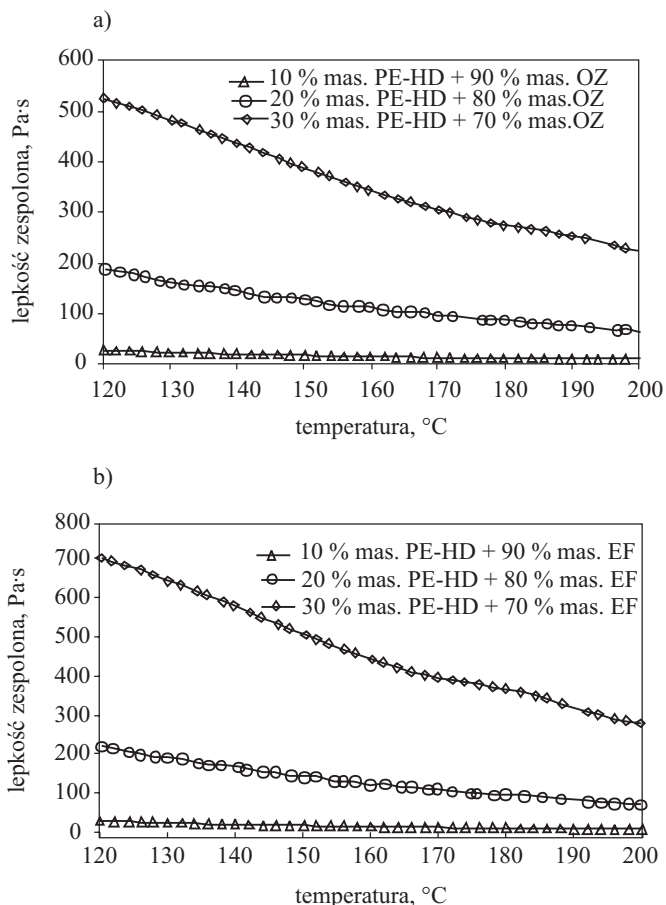 a)
600
500
400
300
200
100
0
lepkość zespolona, Pa·s
10 % mas. PE-HD + 90 % mas. OZ
20 % mas. PE-HD + 80 % mas.OZ
30 % mas. PE-HD + 70 % mas.OZ
120 130 140 150 160 170 180 190 200
temperatura, °C
b)
800
700
600
500
400
300
200
100
0
lepkość zespolona, Pa·s
10 % mas. PE-HD + 90 % mas. EF
20 % mas. PE-HD + 80 % mas. EF
30 % mas. PE-HD + 70 % mas. EF
120 130 140 150 160 170 180 190 200
temperatura, °C